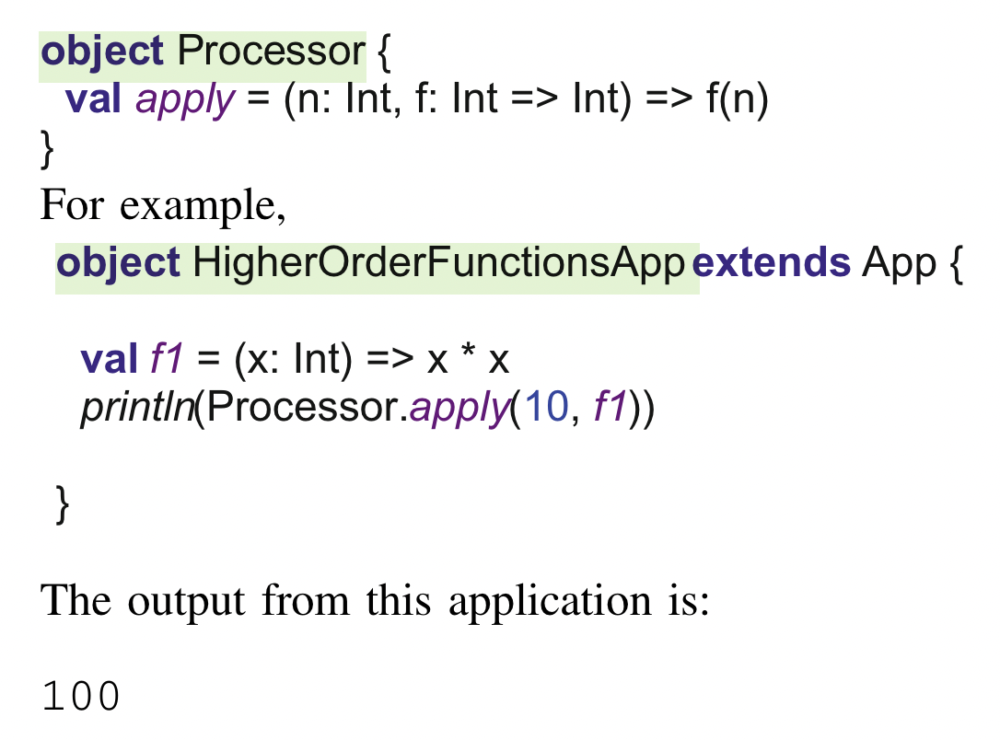 object Processor {
val apply = (n: Int, f: Int => Int) => f(n)
}
For example,
object HigherOrderFunctionsApp extends App {
val f1 = (x: Int) => x * x
println(Processor.apply(10, f1))
}
The output from this application is:
100